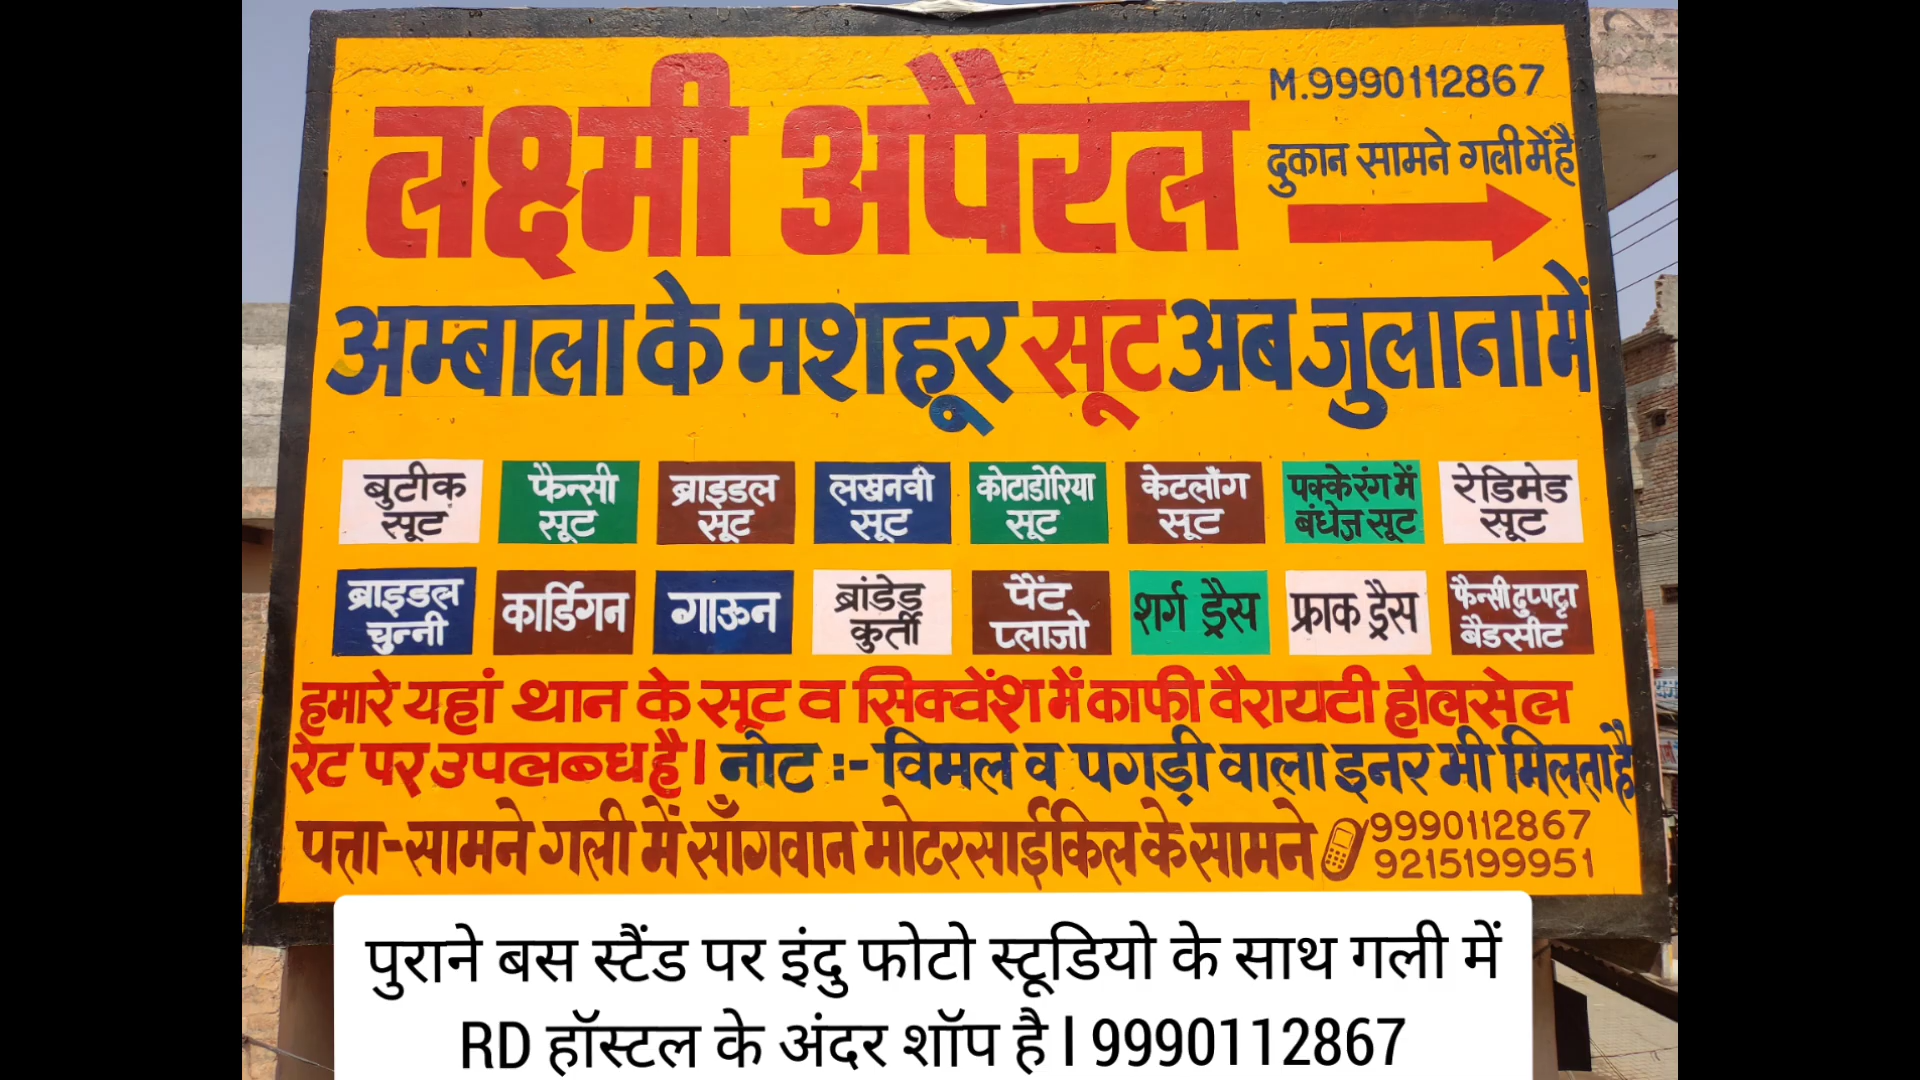 लक्ष्मी अपैरल
M.9990112867
दुकान सामने गली में है
अम्बाला के मशहूर सूट अब जुलाना में
बुटीक
सूट
फैन्सी
सूट
ब्राइडल
सूट
लखनवी
सूट
कोटाडोरिया
सूट
केटलॉग
सूट
पक्के रंग में
बंधेज सूट
रेडिमेड
सूट
ब्राइडल
चुन्नी
कार्डिगन
गाऊन
ब्रांडेड
कुर्ती
पैंट
प्लाजो
शर्ग ड्रैस
फ्राक ड्रैस
फैन्सी दुप्पट्टा
बैडसीट
हमारे यहां थान के सूट व सिक्वेंश में काफी वैरायटी होलसेल
रेट पर उपलब्ध है। नोट :- विमल व पगड़ी वाला इनर भी मिलता है
पत्ता-सामने गली में साँगवान मोटरसाईकिल के सामने
9990112867
9215199951
पुराने बस स्टैंड पर इंदु फोटो स्टूडियो के साथ गली में
RD हॉस्टल के अंदर शॉप है l 9990112867